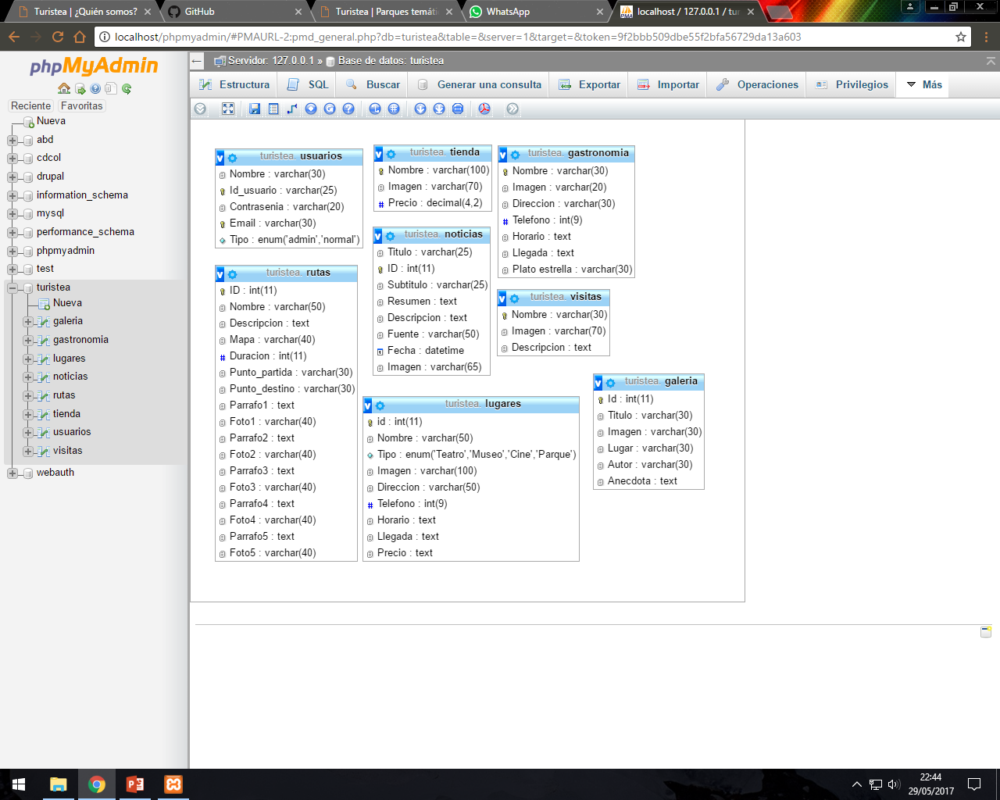 Turistea | ¿Quién somos?
GitHub
Turistea | Parques temáti
WhatsApp
localhost / 127.0.0.1 / tur
localhost/phpmyadmin/#PMAURL-2:pmd_general.php?db=turistea&table=&server=1&target=&token=9f2bbb509dbe55f2bfa56729da13a603
phpMyAdmin
Reciente
Favoritas
Nueva
abd
cdcol
drupal
information_schema
mysql
performance_schema
phpmyadmin
test
turistea
Nueva
galeria
gastronomia
lugares
noticias
rutas
tienda
usuarios
visitas
webauth
Servidor: 127.0.0.1 » Base de datos: turistea
Estructura
SQL
Buscar
Generar una consulta
Exportar
Importar
Operaciones
Privilegios
Más
turistea. usuarios
Nombre : varchar(30)
Id_usuario : varchar(25)
Contrasenia : varchar(20)
Email : varchar(30)
Tipo : enum('admin','normal')
turistea. tienda
Nombre : varchar(100)
Imagen : varchar(70)
Precio : decimal(4,2)
turistea. gastronomia
Nombre : varchar(30)
Imagen : varchar(20)
Direccion : varchar(30)
Telefono : int(9)
Horario : text
Llegada : text
Plato estrella : varchar(30)
turistea. rutas
ID : int(11)
Nombre : varchar(50)
Descripcion : text
Mapa : varchar(40)
Duracion : int(11)
Punto_partida : varchar(30)
Punto_destino : varchar(30)
Parrafo1 : text
Foto1 : varchar(40)
Parrafo2 : text
Foto2 : varchar(40)
Parrafo3 : text
Foto3 : varchar(40)
Parrafo4 : text
Foto4 : varchar(40)
Parrafo5 : text
Foto5 : varchar(40)
turistea. noticias
Titulo : varchar(25)
ID : int(11)
Subtitulo : varchar(25)
Resumen : text
Descripcion : text
Fuente : varchar(50)
Fecha : datetime
Imagen : varchar(65)
turistea. visitas
Nombre : varchar(30)
Imagen : varchar(70)
Descripcion : text
turistea. lugares
id : int(11)
Nombre : varchar(50)
Tipo : enum('Teatro','Museo','Cine','Parque')
Imagen : varchar(100)
Direccion : varchar(50)
Telefono : int(9)
Horario : text
Llegada : text
Precio : text
turistea. galeria
Id : int(11)
Titulo : varchar(30)
Imagen : varchar(30)
Lugar : varchar(30)
Autor : varchar(30)
Anecdota : text
22:44
29/05/2017